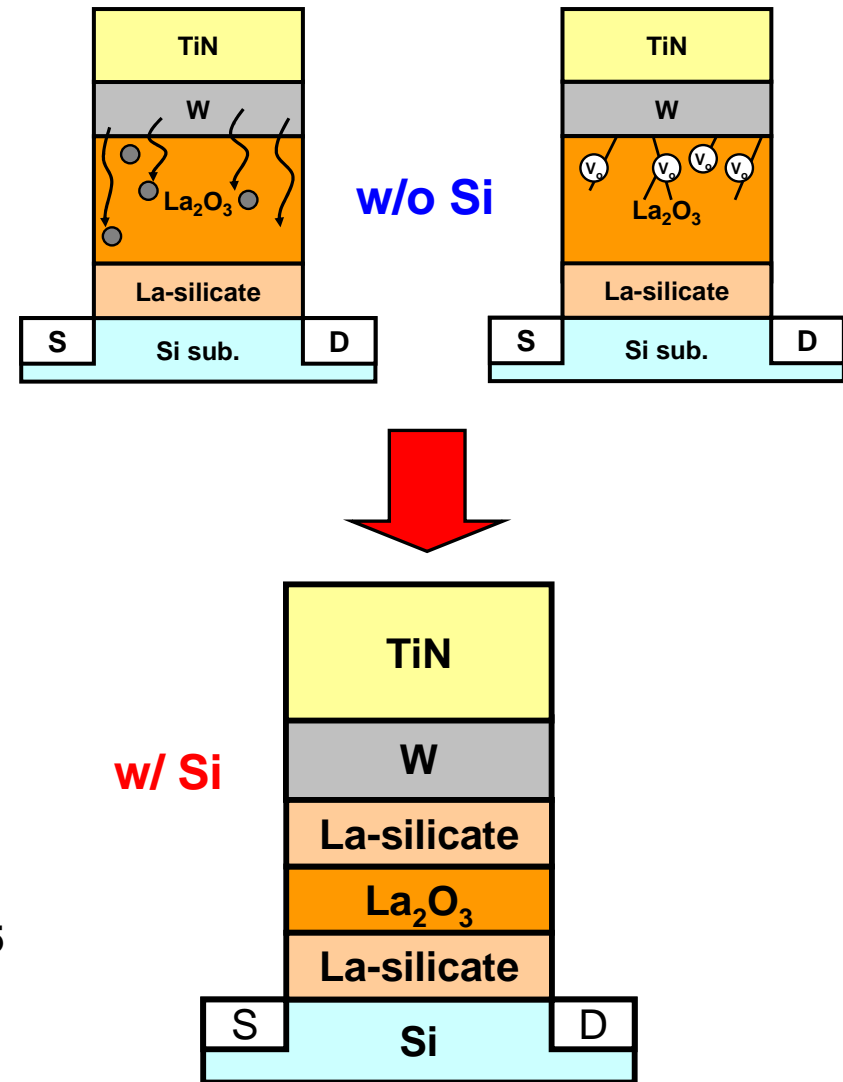 TiN
W
La₂O₃
La-silicate
S
Si sub.
D
w/o Si
TiN
W
Vₒ Vₒ Vₒ Vₒ
La₂O₃
La-silicate
S
Si sub.
D
w/ Si
TiN
W
La-silicate
La₂O₃
La-silicate
S
Si
D